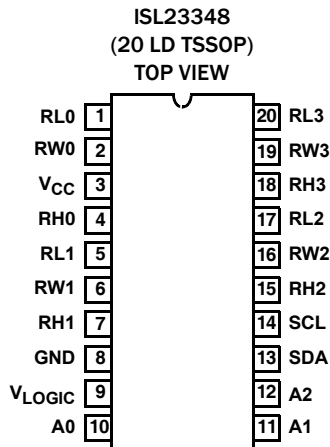 ISL23348
(20 LD TSSOP)
TOP VIEW
RL0 1 20 RL3
RW0 2 19 RW3
VCC 3 18 RH3
RH0 4 17 RL2
RL1 5 16 RW2
RW1 6 15 RH2
RH1 7 14 SCL
GND 8 13 SDA
VLOGIC 9 12 A2
A0 10 11 A1